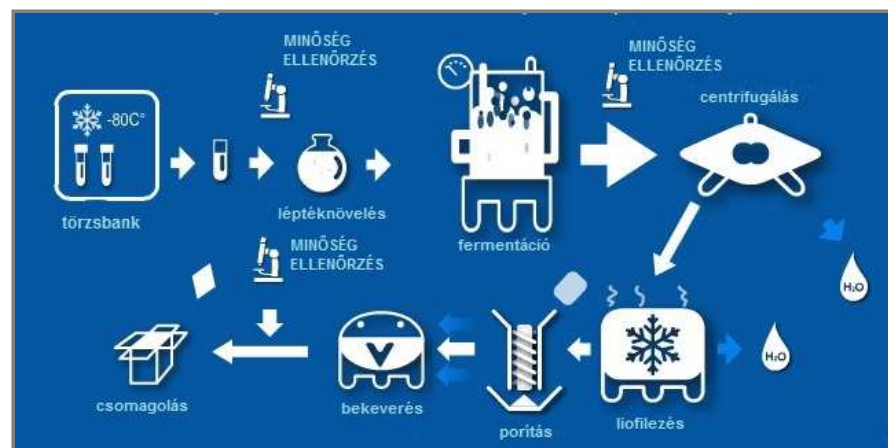 MINŐSÉG
ELLENŐRZÉS
MINŐSÉG
ELLENŐRZÉS
centrifugálás
-80C°
törzsbank
léptéknövelés
fermentáció
MINŐSÉG
ELLENŐRZÉS
H₂O
H₂O
csomagolás
bekeverés
porítás
liofilezés